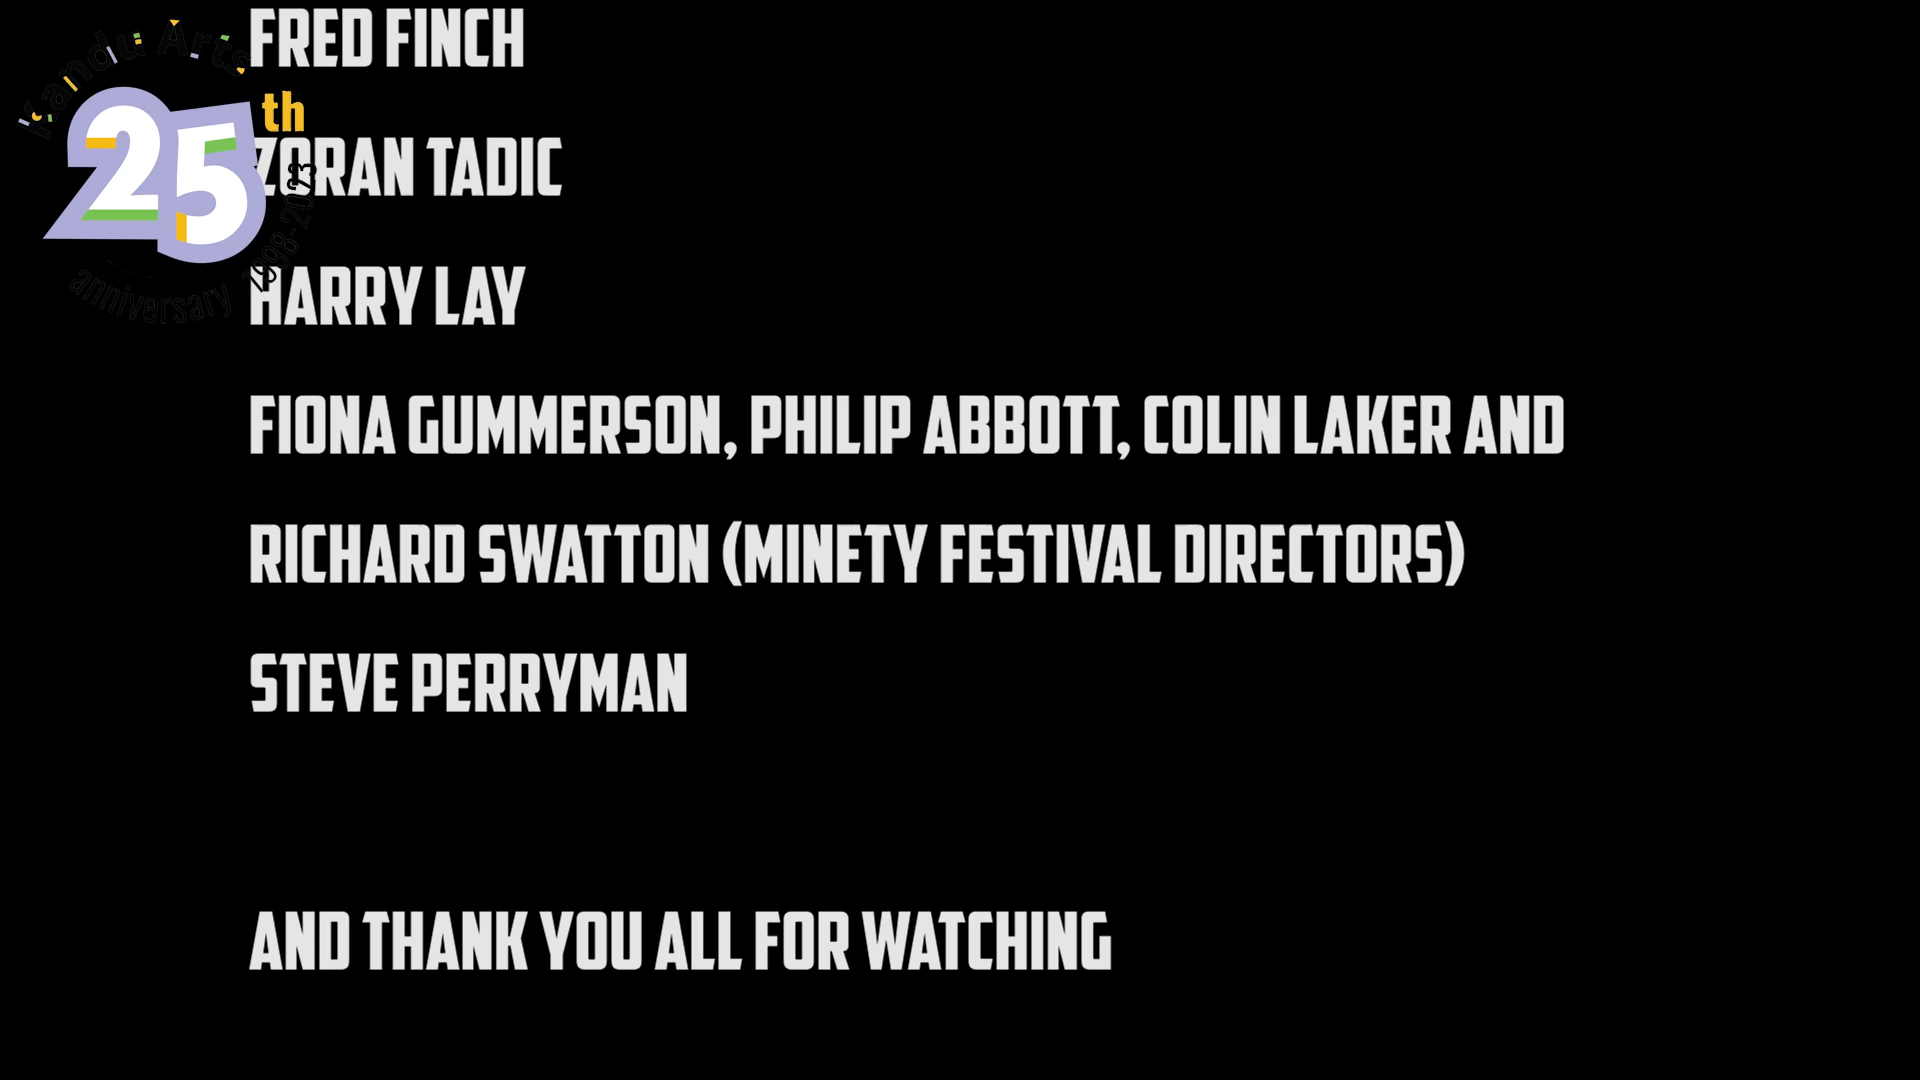 FRED FINCH
Kandu Arts
25th
ZORAN TADIC
anniversary 1998-2023
HARRY LAY
FIONA GUMMERSON, PHILIP ABBOTT, COLIN LAKER AND
RICHARD SWATTON (MINETY FESTIVAL DIRECTORS)
STEVE PERRYMAN
AND THANK YOU ALL FOR WATCHING